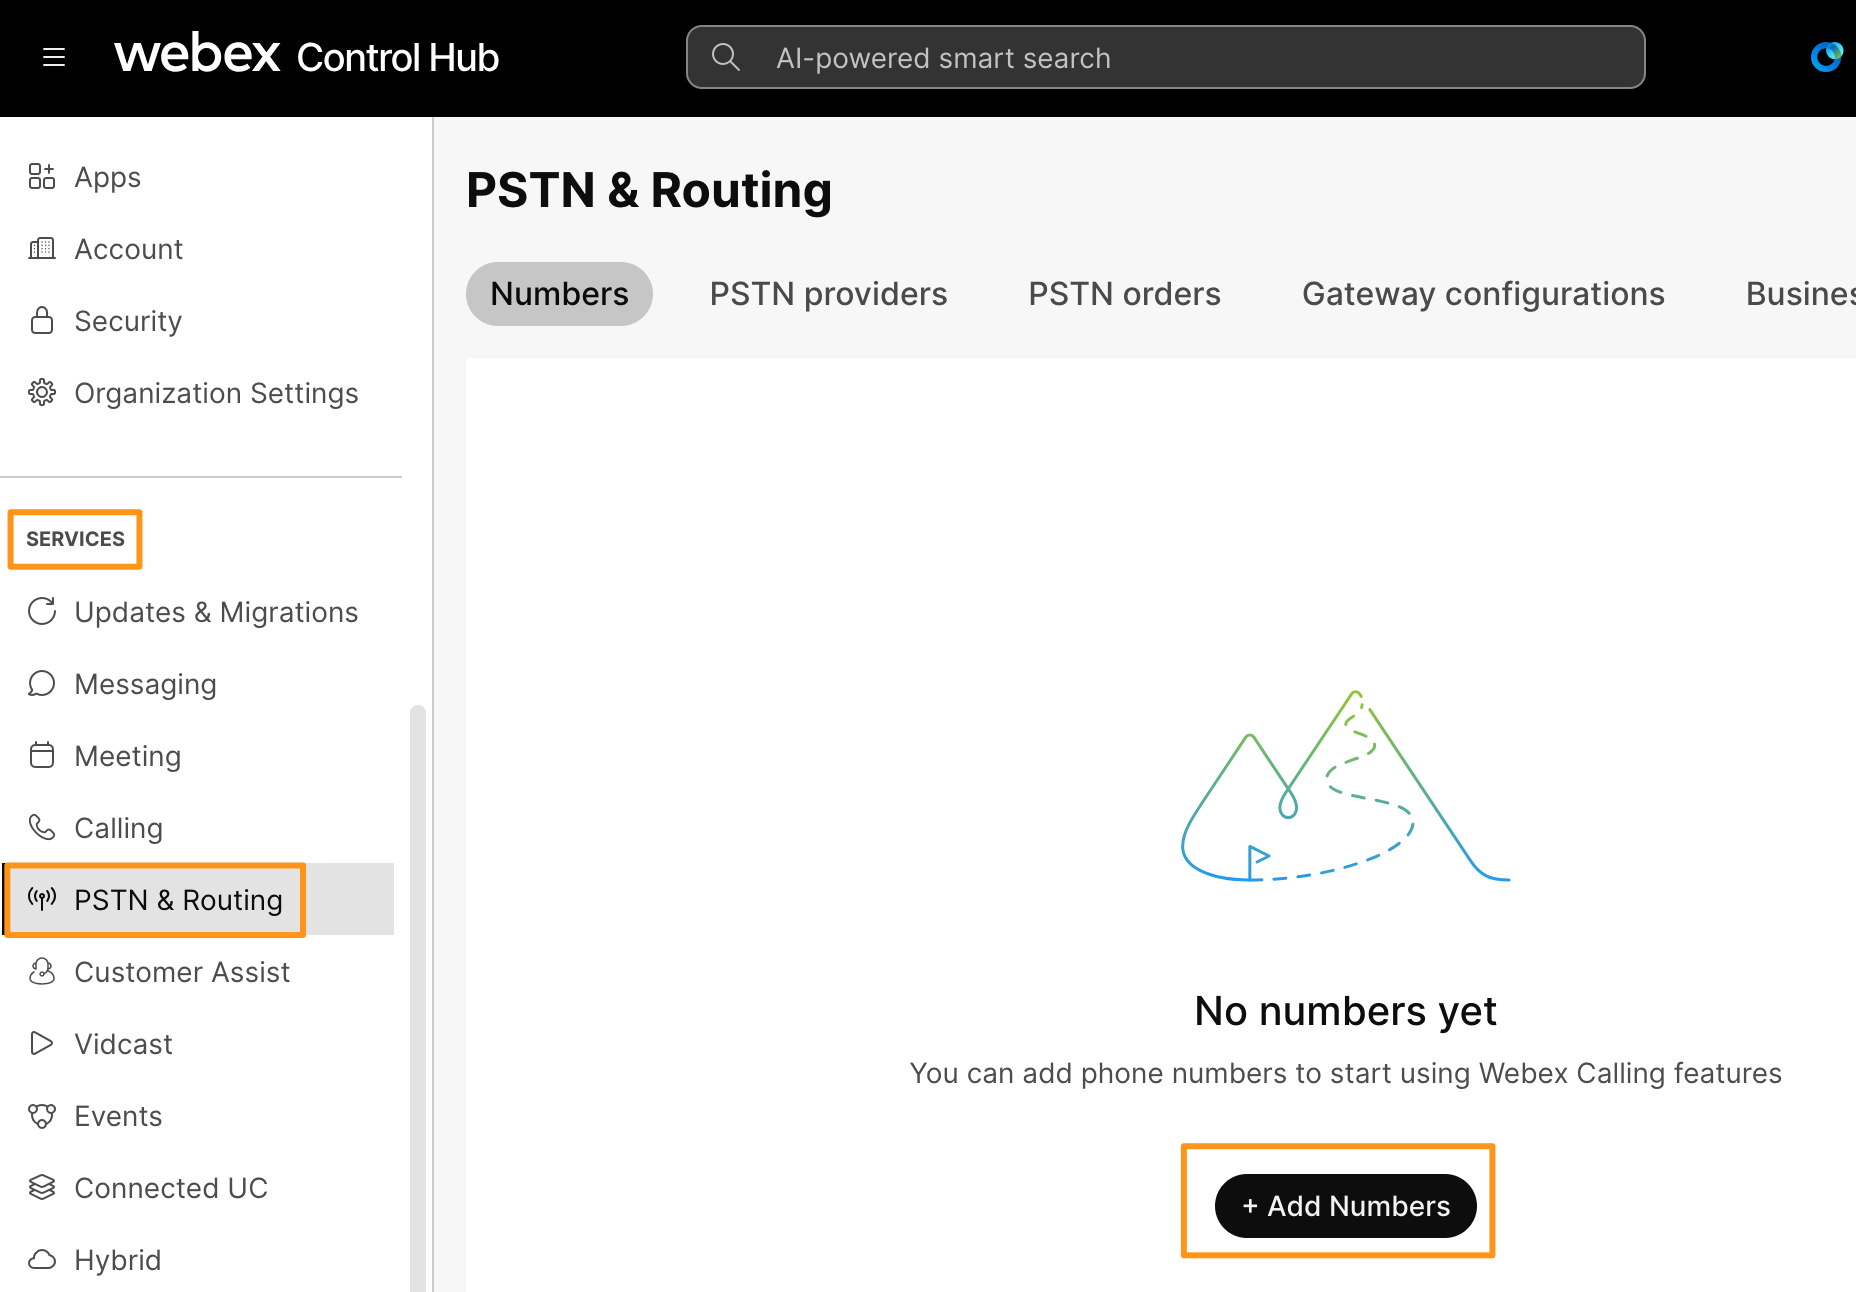 webex Control Hub
AI-powered smart search
Apps
Account
Security
Organization Settings
SERVICES
Updates & Migrations
Messaging
Meeting
Calling
PSTN & Routing
Customer Assist
Vidcast
Events
Connected UC
Hybrid
PSTN & Routing
Numbers
PSTN providers
PSTN orders
Gateway configurations
Busines
No numbers yet
You can add phone numbers to start using Webex Calling features
+ Add Numbers